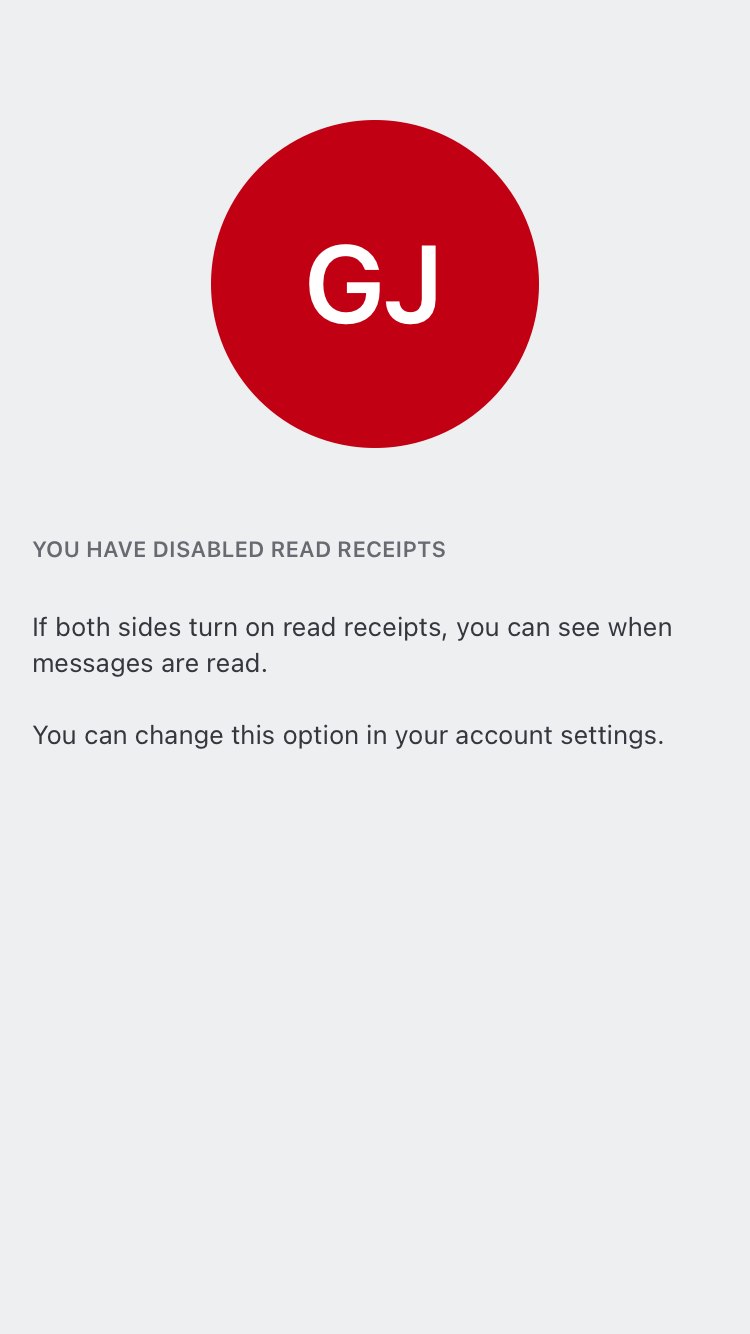 GJ
YOU HAVE DISABLED READ RECEIPTS
If both sides turn on read receipts, you can see when
messages are read.
You can change this option in your account settings.